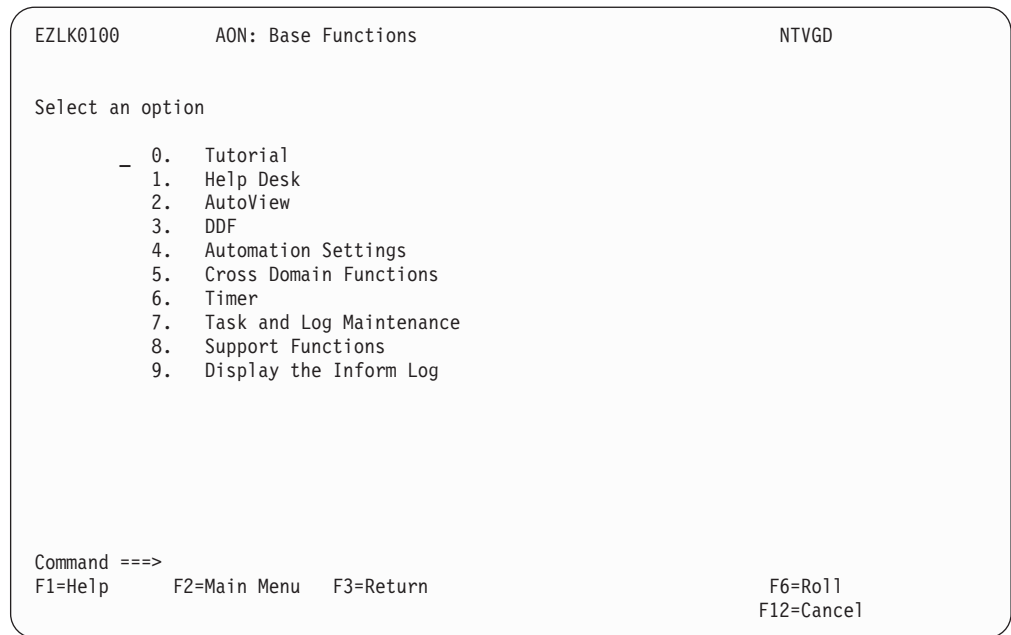 EZLK0100 AON: Base Functions NTVGD
Select an option
_ 0. Tutorial
1. Help Desk
2. AutoView
3. DDF
4. Automation Settings
5. Cross Domain Functions
6. Timer
7. Task and Log Maintenance
8. Support Functions
9. Display the Inform Log
Command ===>
F1=Help F2=Main Menu F3=Return F6=Roll
F12=Cancel